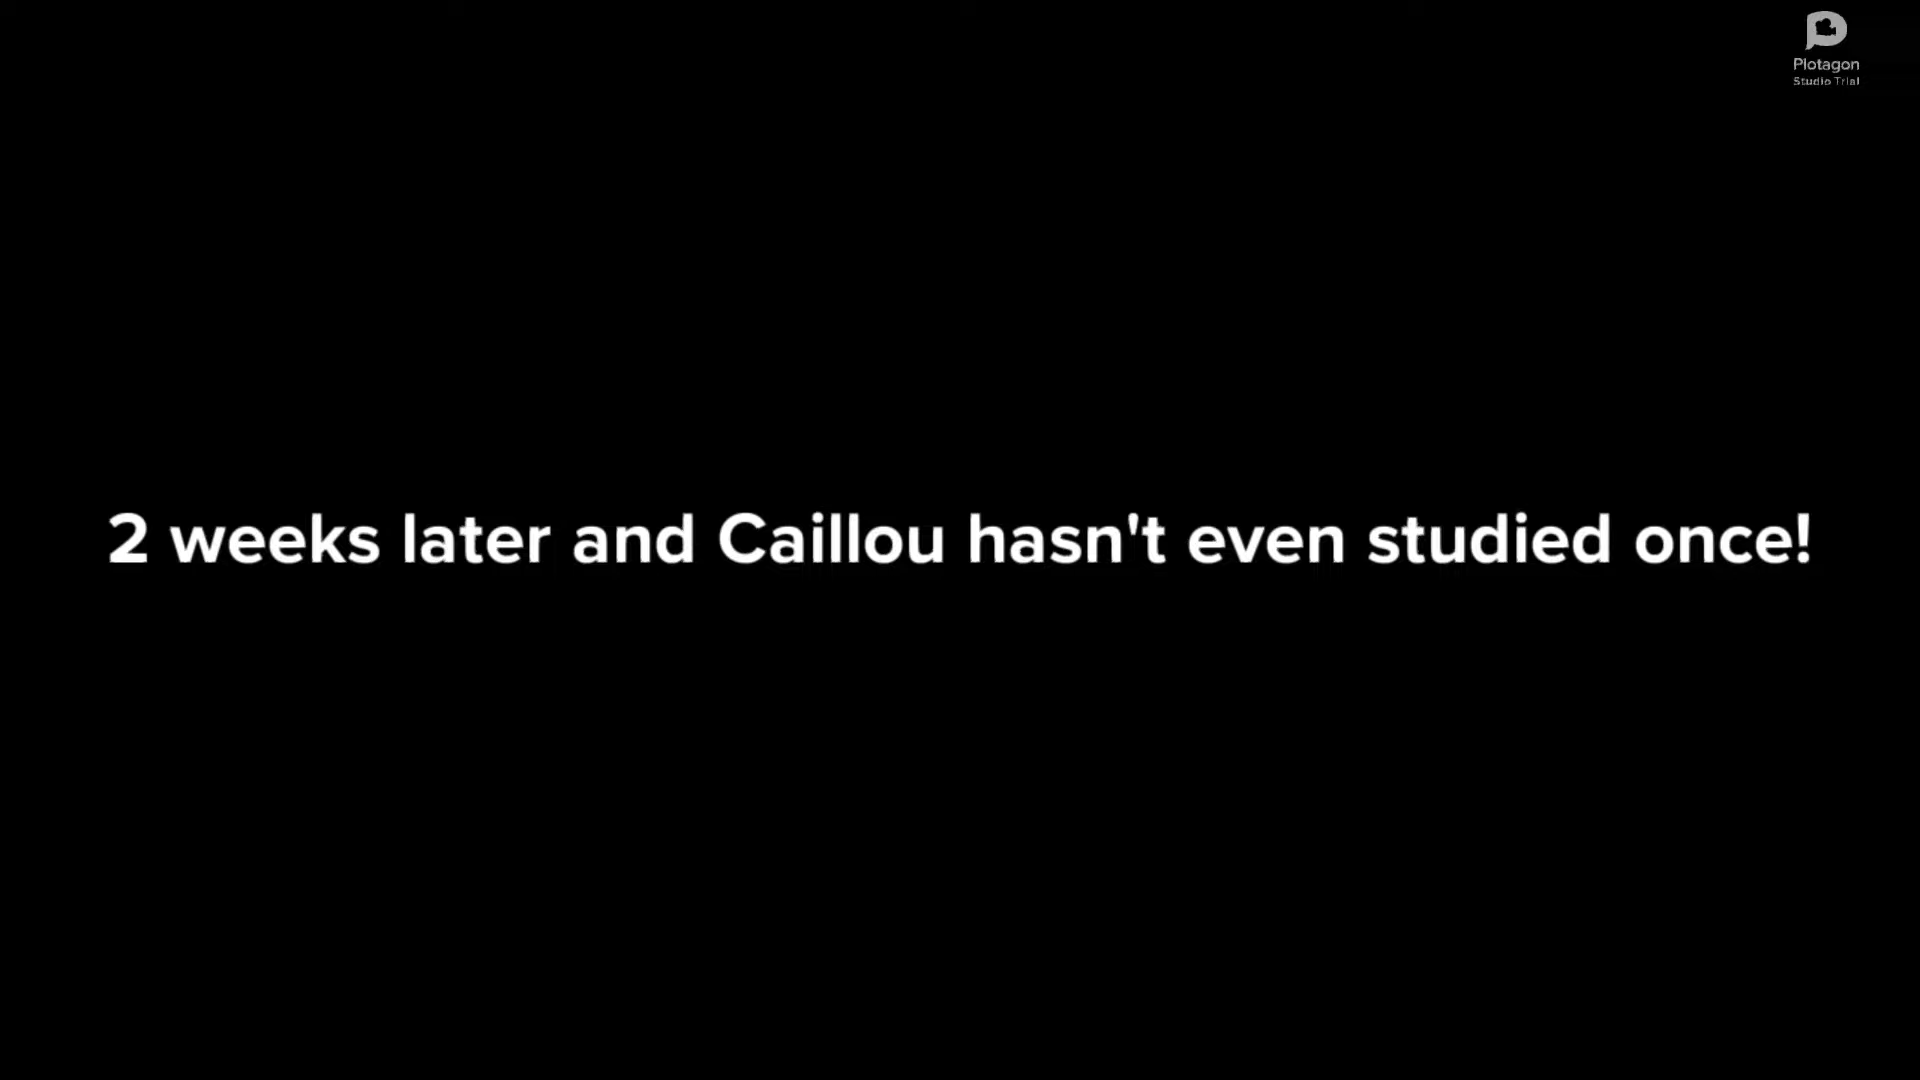 Plotagon
Studio Trial
2 weeks later and Caillou hasn't even studied once!